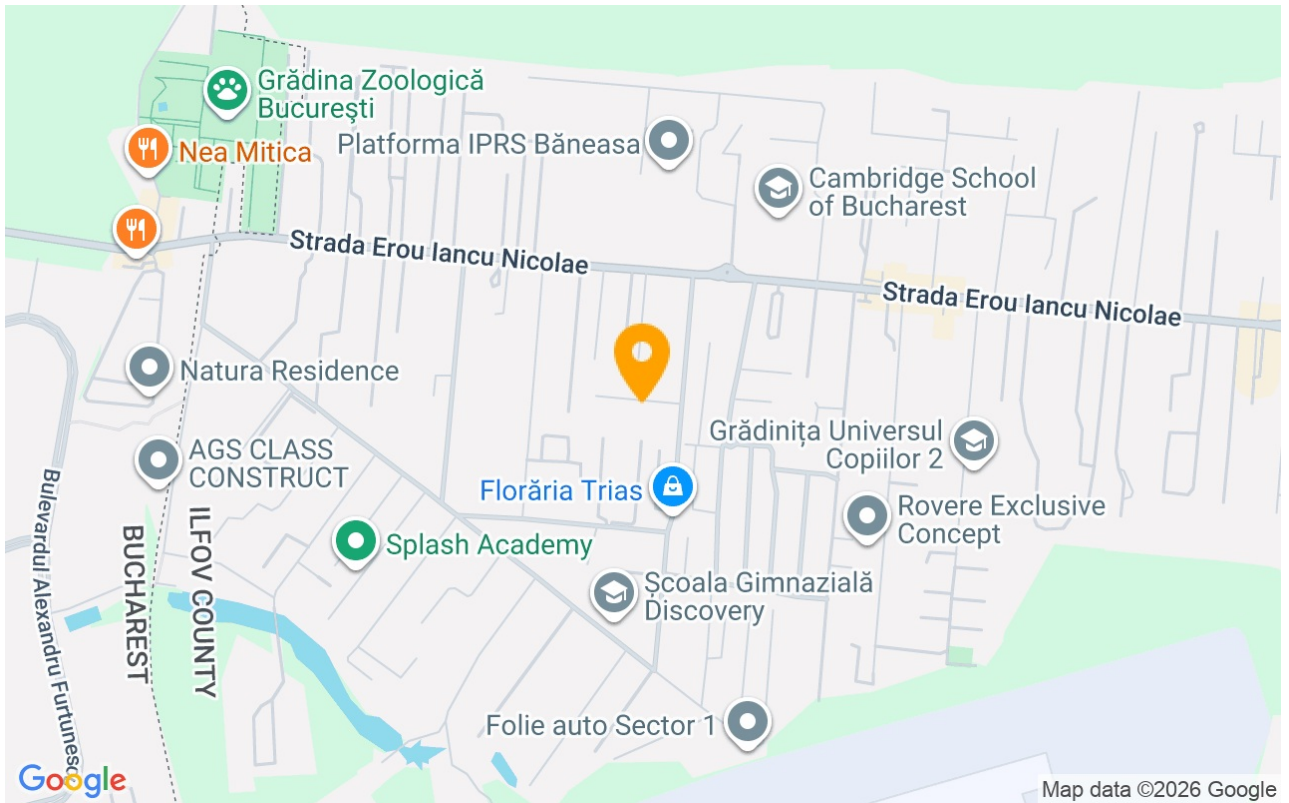 Grădina Zoologică
București
Nea Mitica
Platforma IPRS Băneasa
Cambridge School
of Bucharest
Strada Erou Iancu Nicolae
Strada Erou Iancu Nicolae
Natura Residence
AGS CLASS
CONSTRUCT
Grădinița Universul
Copiilor 2
Florăria Trias
Rovere Exclusive
Concept
Splash Academy
Școala Gimnazială
Discovery
BUCHAREST
ILFOV COUNTY
Bulevardul Alexandru Furtunescu
Folie auto Sector 1
Google
Map data ©2026 Google